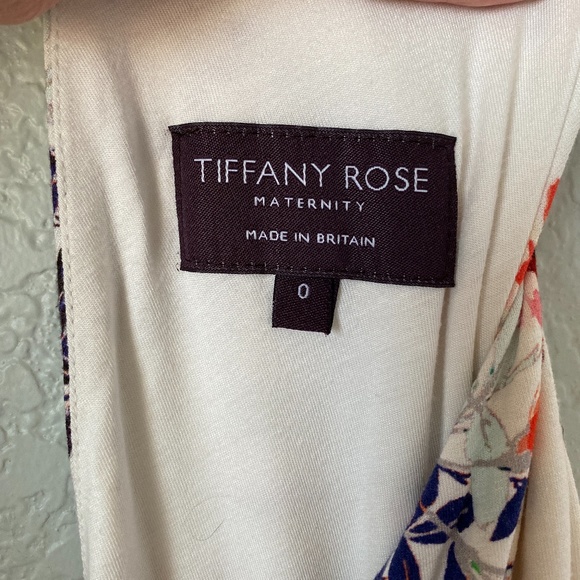 TIFFANY ROSE
MATERNITY
MADE IN BRITAIN
0